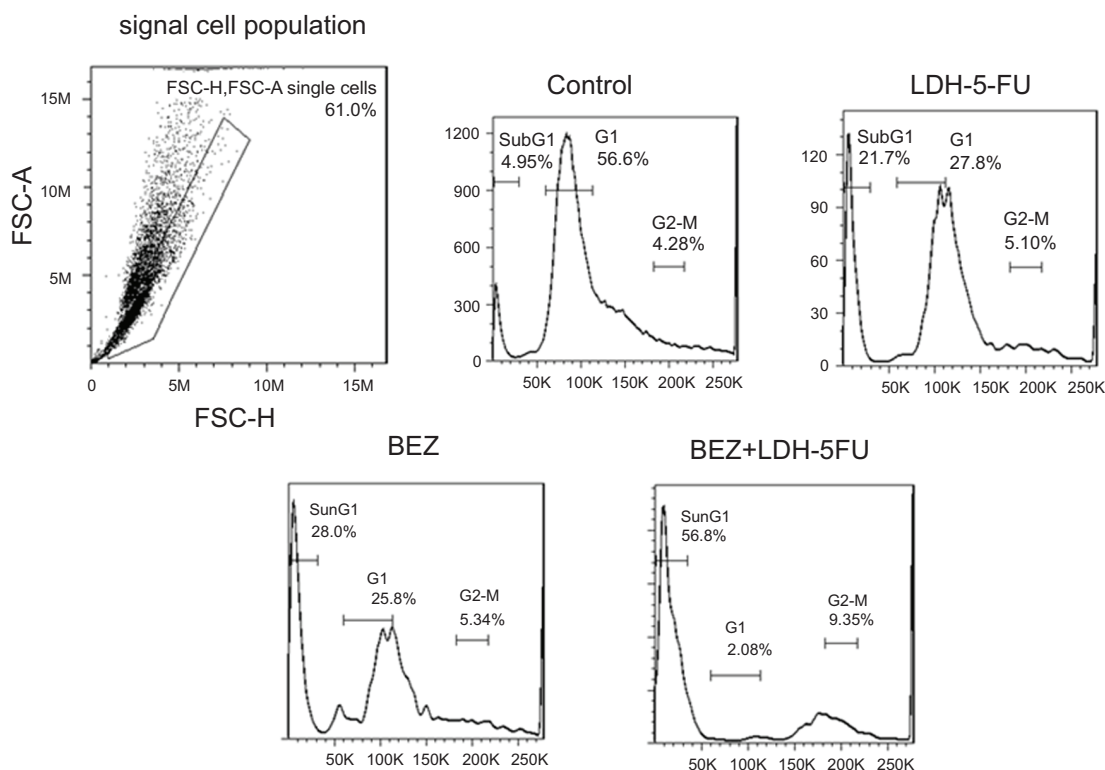 signal cell population
FSC-H,FSC-A single cells
61.0%
15M
10M
5M
0
0 5M 10M 15M
FSC-A
FSC-H
Control
1200
900
600
300
0
SubG1
4.95%
G1
56.6%
G2-M
4.28%
50K 100K 150K 200K 250K
LDH-5-FU
120
90
60
30
0
SubG1
21.7%
G1
27.8%
G2-M
5.10%
50K 100K 150K 200K 250K
BEZ
SunG1
28.0%
G1
25.8%
G2-M
5.34%
50K 100K 150K 200K 250K
BEZ+LDH-5FU
SunG1
56.8%
G1
2.08%
G2-M
9.35%
50K 100K 150K 200K 250K